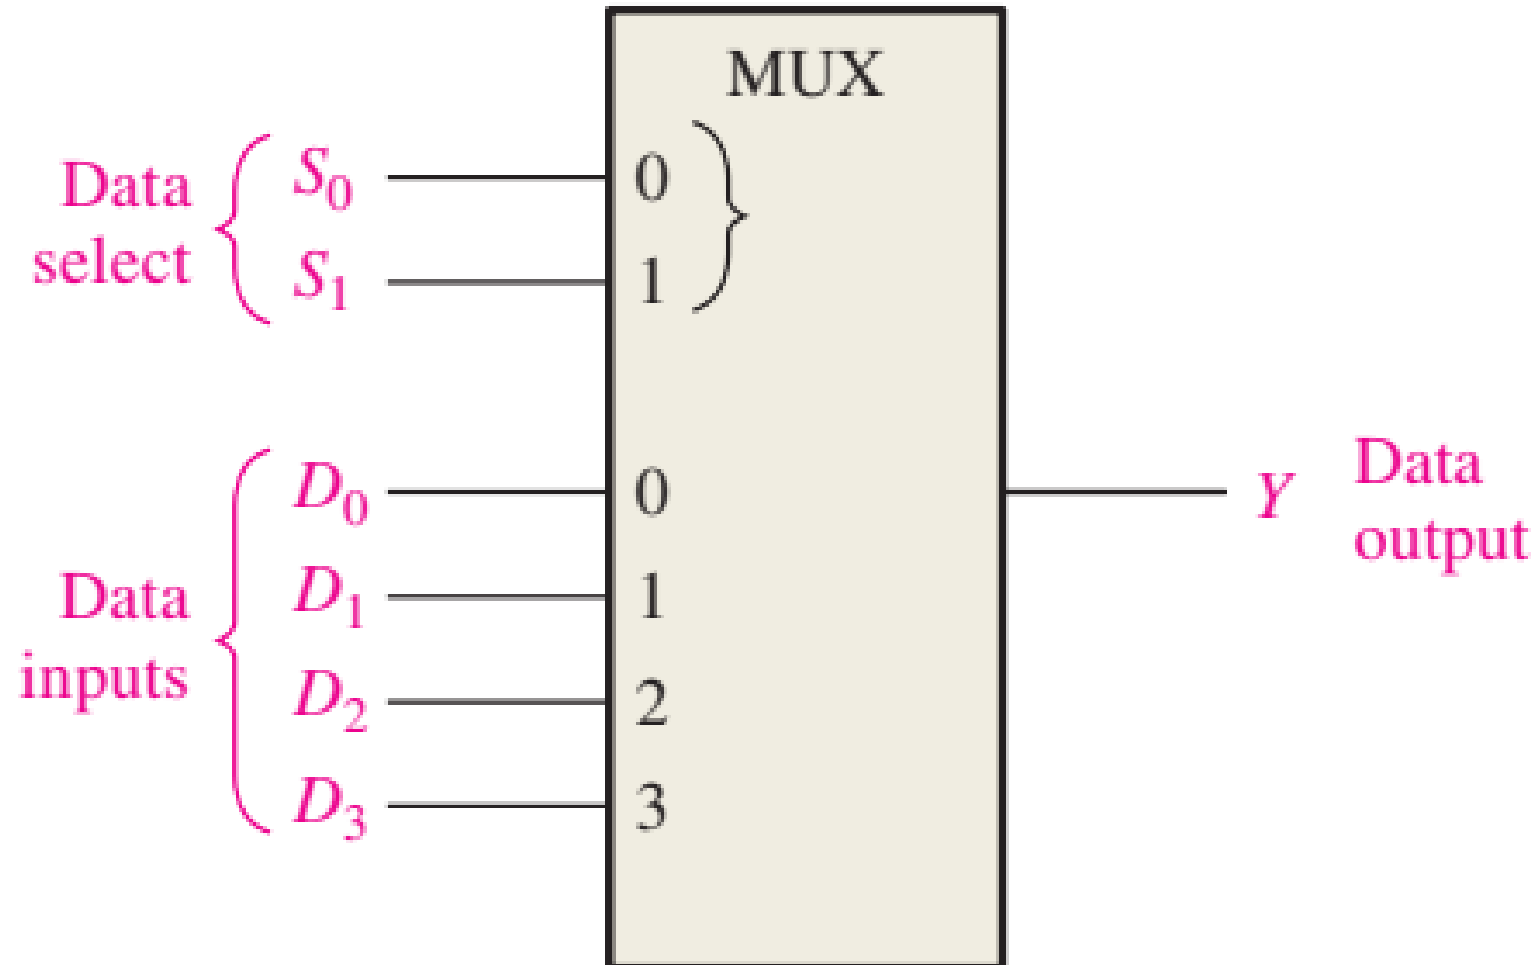 MUX
Data
select
S0
0
S1
1
Data
inputs
D0
0
D1
1
D2
2
D3
3
Y
Data
output